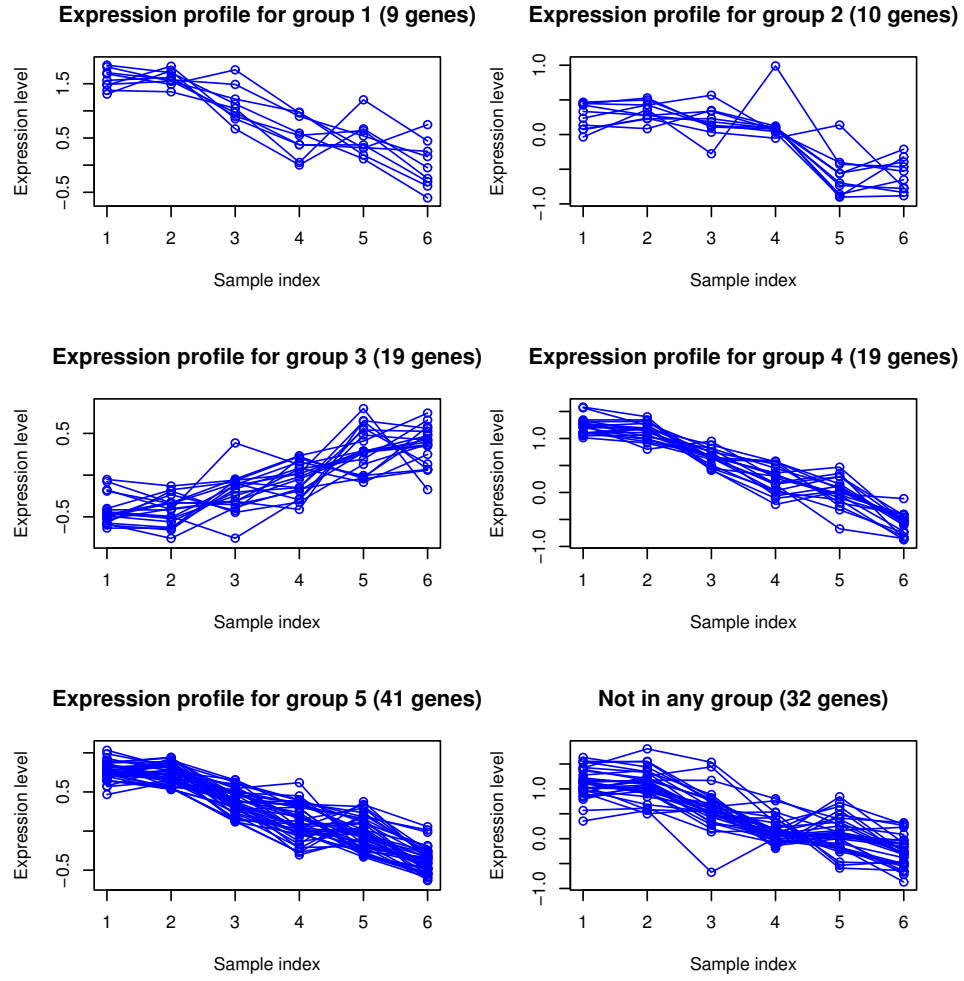 Expression profile for group 1 (9 genes)
Expression level
1.5
0.5
−0.5
1 2 3 4 5 6
Sample index
Expression profile for group 2 (10 genes)
Expression level
1.0
0.0
−1.0
1 2 3 4 5 6
Sample index
Expression profile for group 3 (19 genes)
Expression level
0.5
−0.5
1 2 3 4 5 6
Sample index
Expression profile for group 4 (19 genes)
Expression level
1.0
0.0
−1.0
1 2 3 4 5 6
Sample index
Expression profile for group 5 (41 genes)
Expression level
0.5
−0.5
1 2 3 4 5 6
Sample index
Not in any group (32 genes)
Expression level
1.0
0.0
−1.0
1 2 3 4 5 6
Sample index